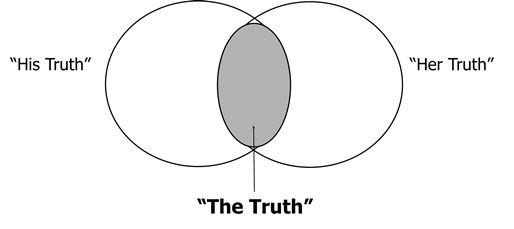 “His Truth”
“Her Truth”
“The Truth”